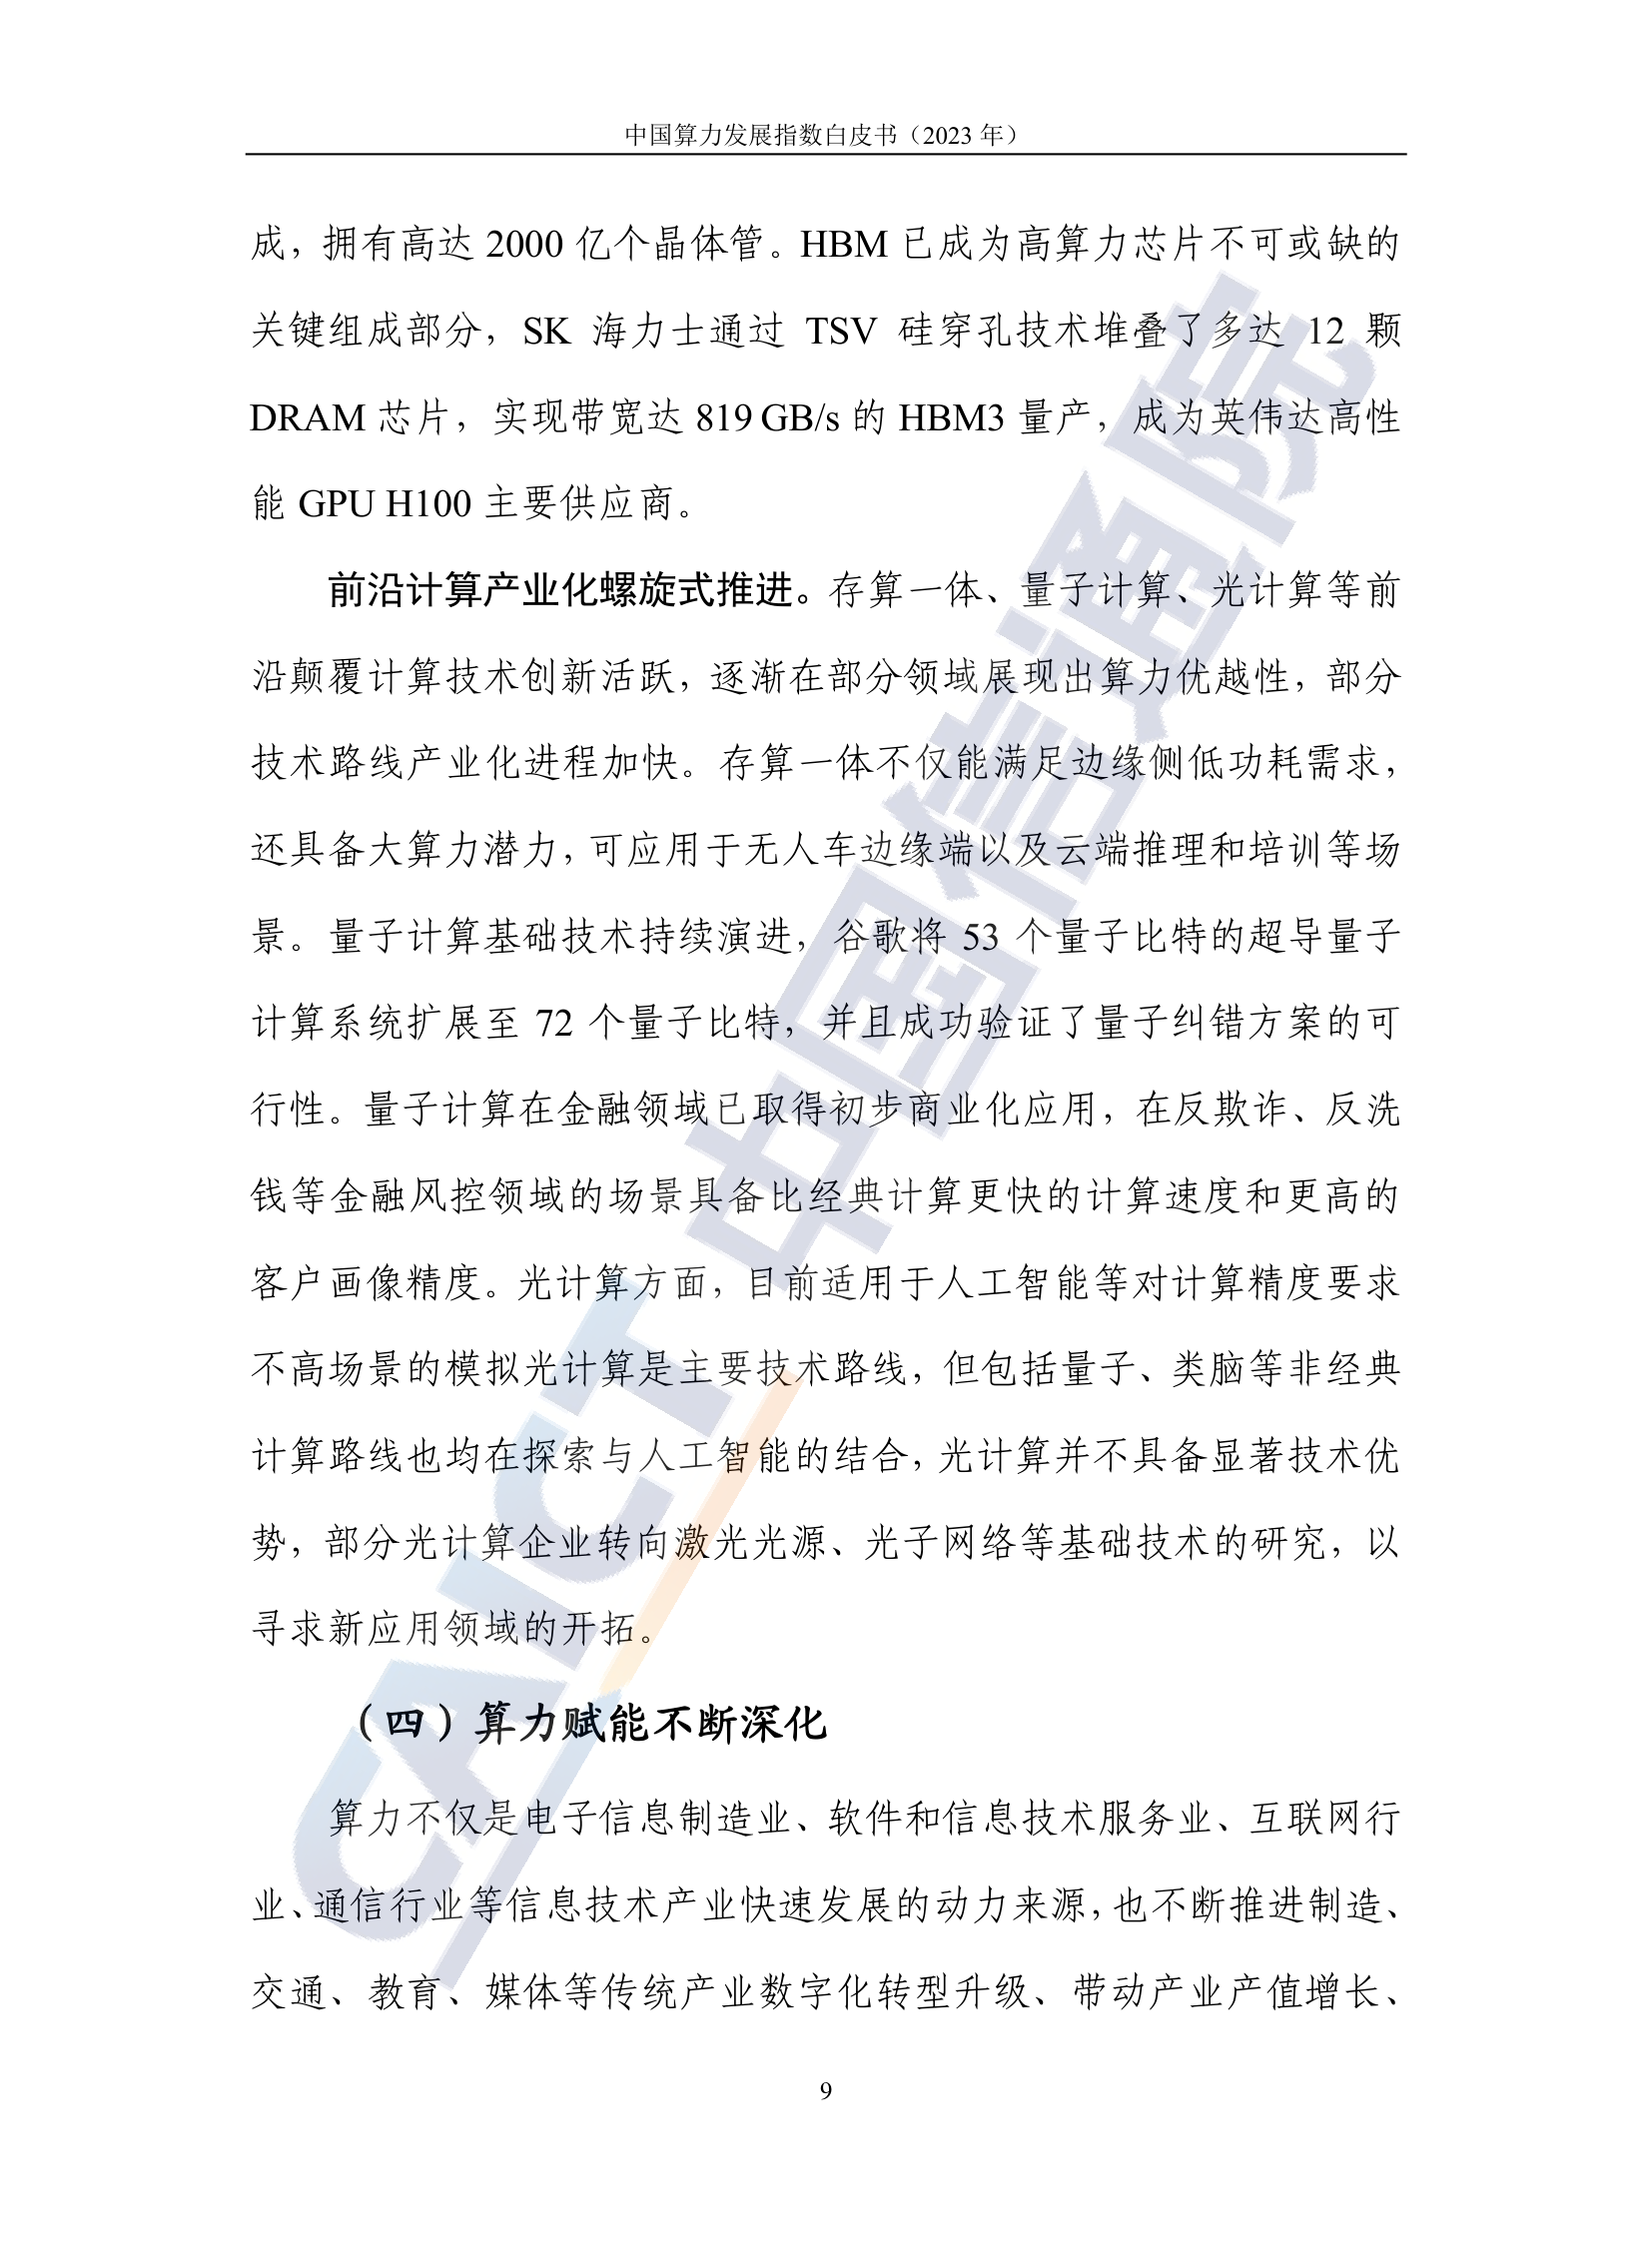 中国算力发展指数白皮书（2023 年）
成，拥有高达 2000 亿个晶体管。HBM 已成为高算力芯片不可或缺的
关键组成部分，SK 海力士通过 TSV 硅穿孔技术堆叠了多达 12 颗
DRAM 芯片，实现带宽达 819 GB/s 的 HBM3 量产，成为英伟达高性
能 GPU H100 主要供应商。
前沿计算产业化螺旋式推进。存算一体、量子计算、光计算等前
沿颠覆计算技术创新活跃，逐渐在部分领域展现出算力优越性，部分
技术路线产业化进程加快。存算一体不仅能满足边缘侧低功耗需求，
还具备大算力潜力，可应用于无人车边缘端以及云端推理和培训等场
景。量子计算基础技术持续演进，谷歌将 53 个量子比特的超导量子
计算系统扩展至 72 个量子比特，并且成功验证了量子纠错方案的可
行性。量子计算在金融领域已取得初步商业化应用，在反欺诈、反洗
钱等金融风控领域的场景具备比经典计算更快的计算速度和更高的
客户画像精度。光计算方面，目前适用于人工智能等对计算精度要求
不高场景的模拟光计算是主要技术路线，但包括量子、类脑等非经典
计算路线也均在探索与人工智能的结合，光计算并不具备显著技术优
势，部分光计算企业转向激光光源、光子网络等基础技术的研究，以
寻求新应用领域的开拓。
（四）算力赋能不断深化
算力不仅是电子信息制造业、软件和信息技术服务业、互联网行
业、通信行业等信息技术产业快速发展的动力来源，也不断推进制造、
交通、教育、媒体等传统产业数字化转型升级、带动产业产值增长、
9
CAICT 中国信通院